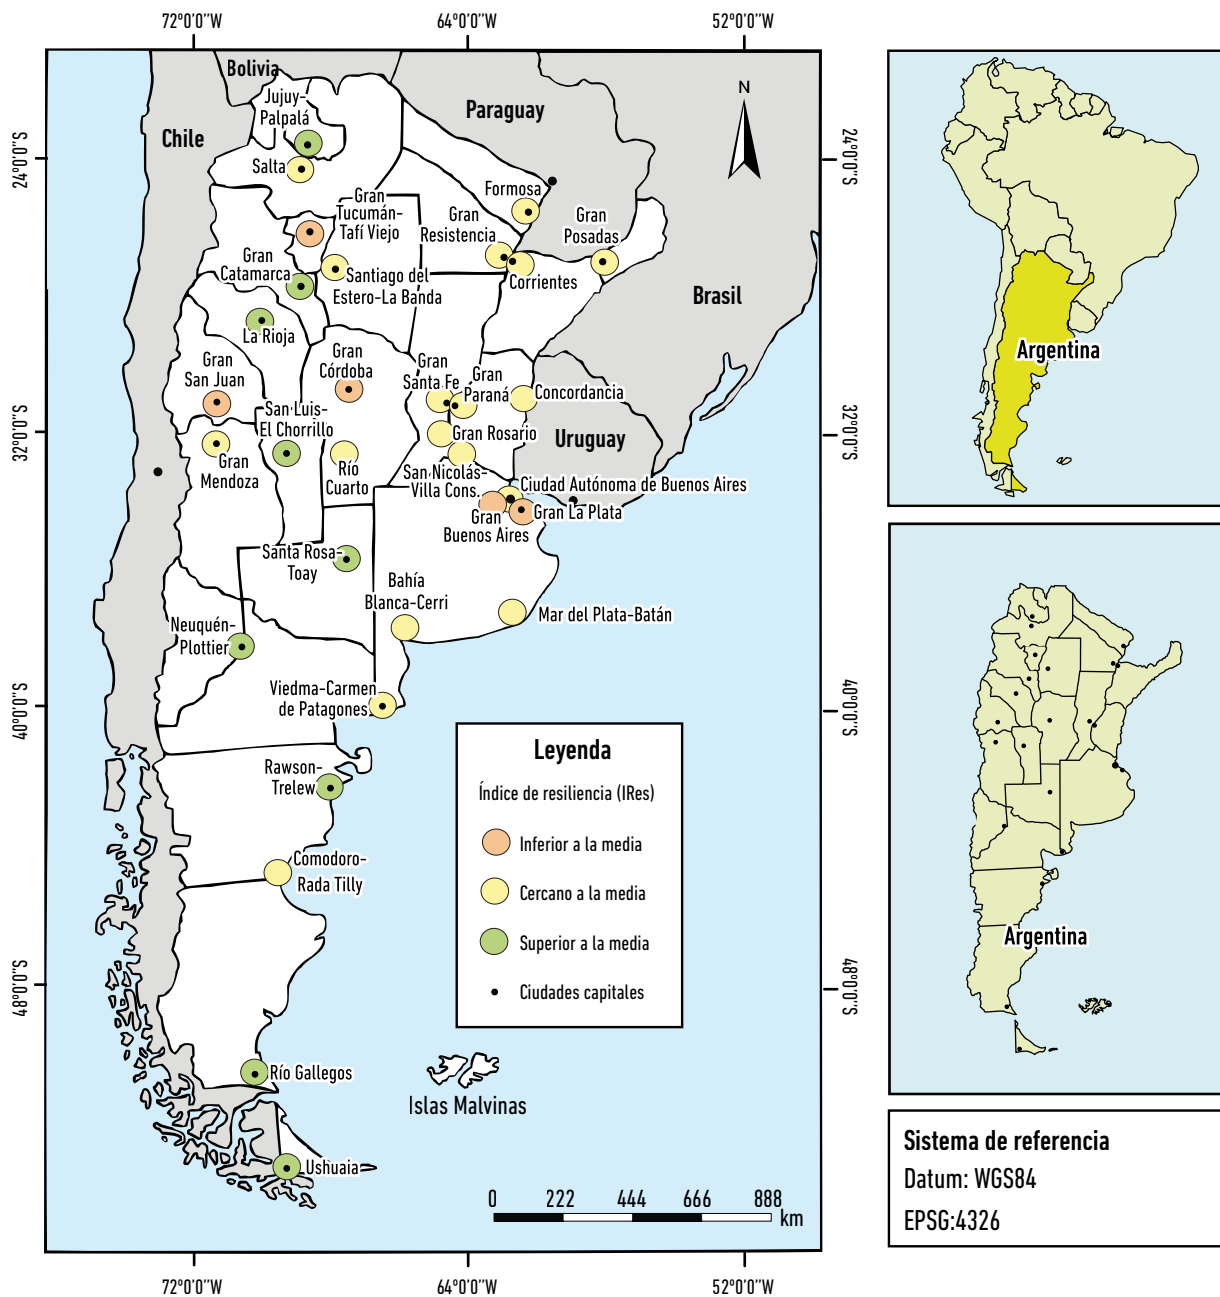 72°0'0"W
64°0'0"W
52°0'0"W
24°0'0"S
32°0'0"S
40°0'0"S
48°0'0"S
24°0'0"S
32°0'0"S
40°0'0"S
48°0'0"S
Bolivia
Paraguay
Chile
Brasil
Uruguay
N
Jujuy-
Palpalá
Salta
Gran
Tucumán-
Tafí Viejo
Formosa
Gran
Resistencia
Gran
Posadas
Corrientes
Gran
Catamarca
Santiago del
Estero-La Banda
La Rioja
Gran
San Juan
Gran
Córdoba
Gran
Santa Fe
Gran
Paraná
Concordancia
San Luis-
El Chorrillo
Gran Rosario
Gran
Mendoza
Río
Cuarto
San Nicolás-
Villa Cons.
Ciudad Autónoma de Buenos Aires
Gran La Plata
Gran
Buenos Aires
Santa Rosa-
Toay
Bahía
Blanca-Cerri
Mar del Plata-Batán
Neuquén-
Plottier
Viedma-Carmen
de Patagones
Rawson-
Trelew
Comodoro-
Rada Tilly
Río Gallegos
Islas Malvinas
Ushuaia
Leyenda
Índice de resiliencia (IRes)
Inferior a la media
Cercano a la media
Superior a la media
Ciudades capitales
0 222 444 666 888
km
72°0'0"W
64°0'0"W
52°0'0"W
Argentina
Argentina
Sistema de referencia
Datum: WGS84
EPSG:4326